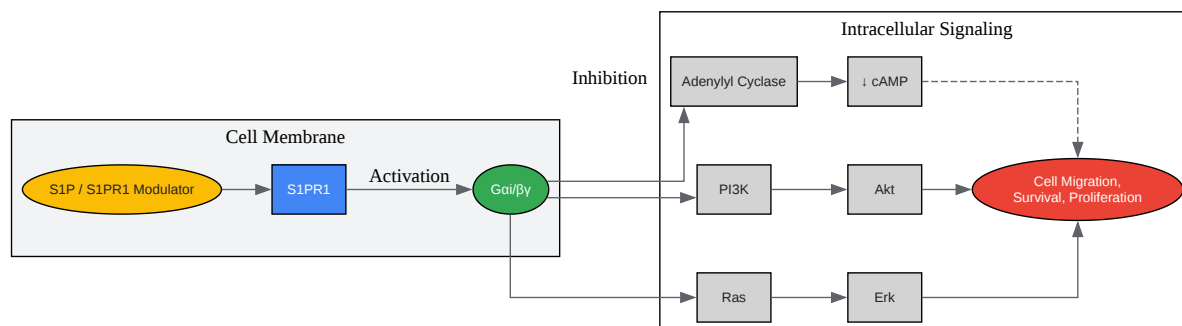 Intracellular Signaling
Inhibition
Adenylyl Cyclase
↓ cAMP
Cell Membrane
S1P / S1PR1 Modulator
S1PR1
Activation
Gαi/βγ
PI3K
Akt
Cell Migration,
Survival, Proliferation
Ras
Erk